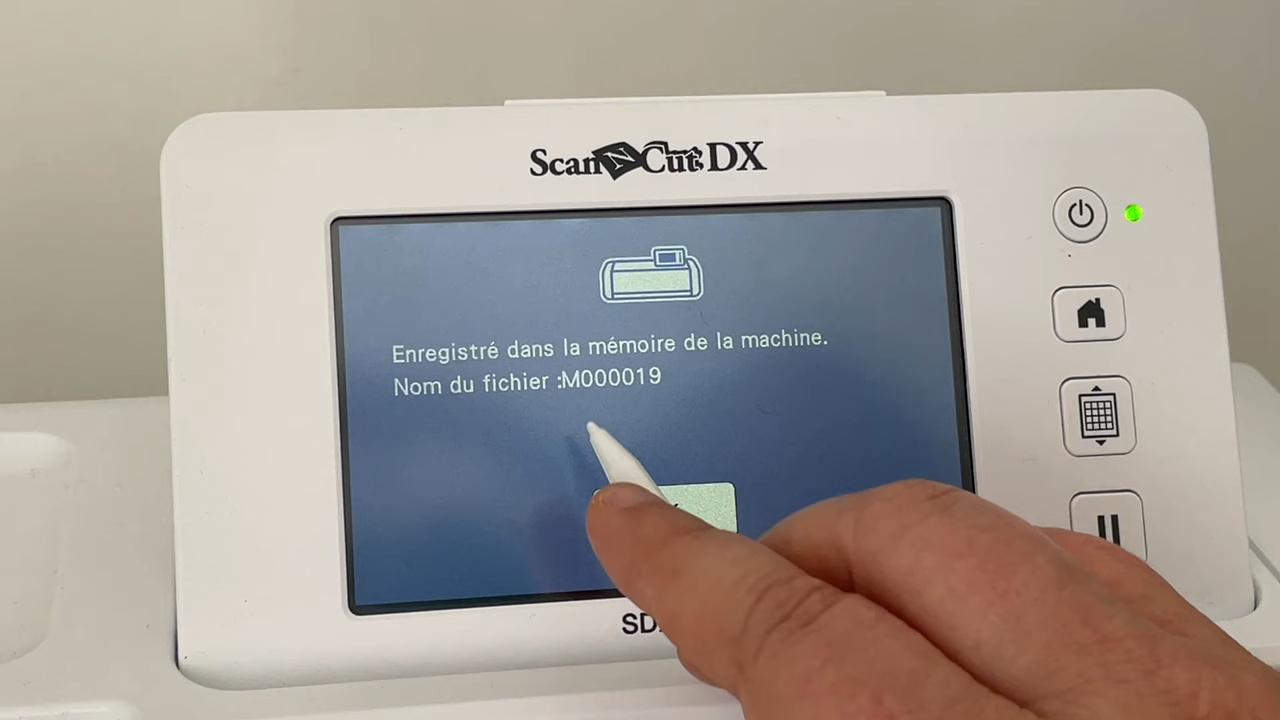 ScanNCut DX
Enregistré dans la mémoire de la machine.
Nom du fichier :M000019